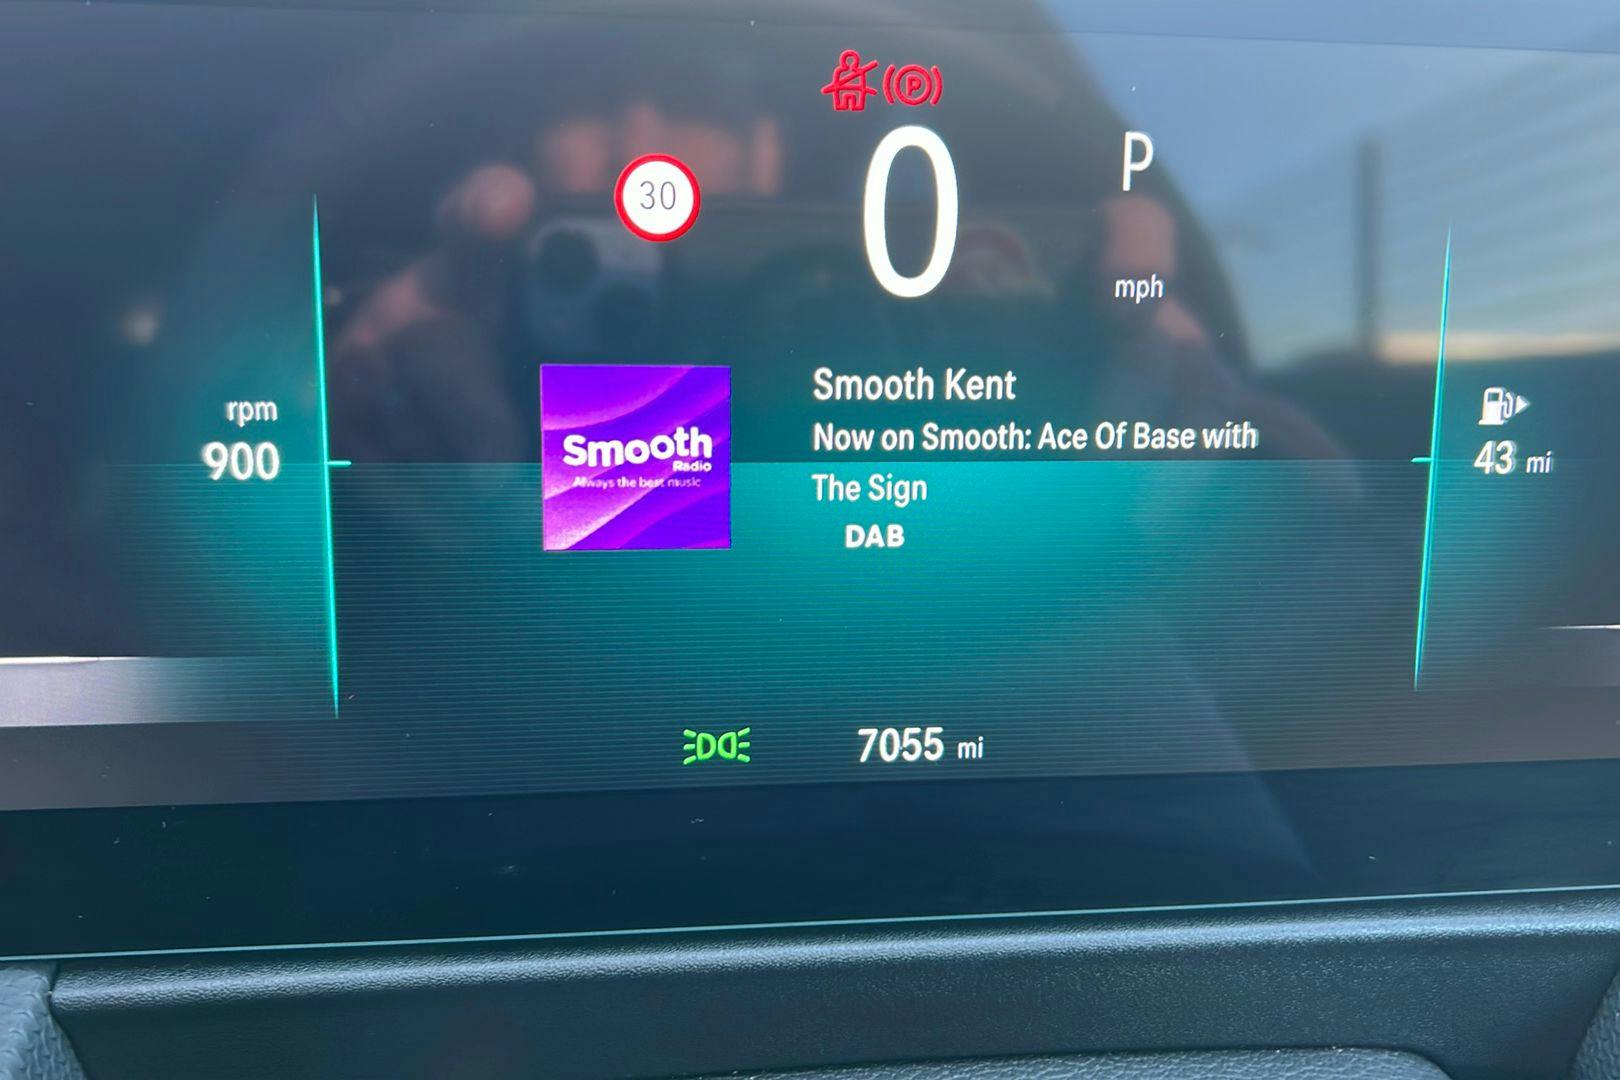 P
30
0
P
mph
Smooth Kent
rpm
Now on Smooth: Ace Of Base with
900
Smooth
Radio
Always the best music
43 mi
The Sign
DAB
7055 mi